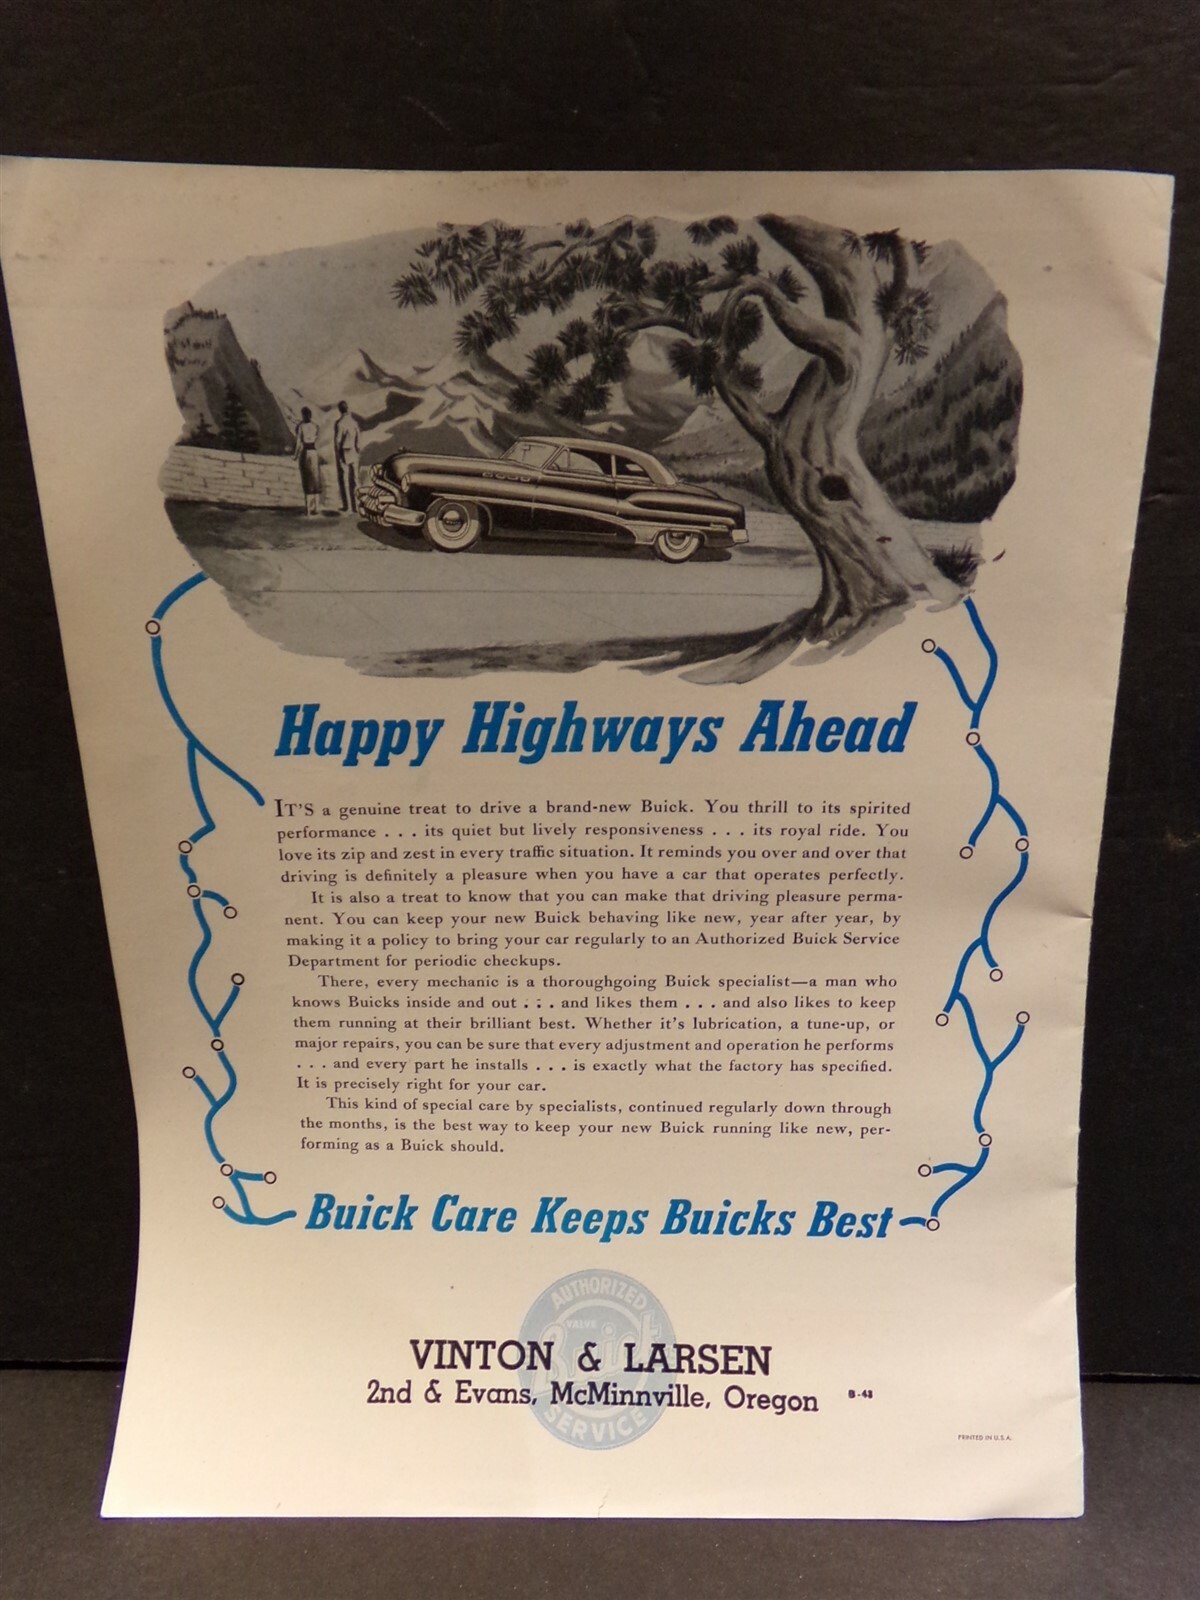 Happy Highways Ahead
IT'S a genuine treat to drive a brand-new Buick. You thrill to its spirited
performance . . . its quiet but lively responsiveness . . . its royal ride. You
love its zip and zest in every traffic situation. It reminds you over and over that
driving is definitely a pleasure when you have a car that operates perfectly.
It is also a treat to know that you can make that driving pleasure perma-
nent. You can keep your new Buick behaving like new, year after year, by
making it a policy to bring your car regularly to an Authorized Buick Service
Department for periodic checkups.
There, every mechanic is a thoroughgoing Buick specialist—a man who
knows Buicks inside and out . . . and likes them . . . and also likes to keep
them running at their brilliant best. Whether it's lubrication, a tune-up, or
major repairs, you can be sure that every adjustment and operation he performs
. . . and every part he installs . . . is exactly what the factory has specified.
It is precisely right for your car.
This kind of special care by specialists, continued regularly down through
the months, is the best way to keep your new Buick running like new, per-
forming as a Buick should.
Buick Care Keeps Buicks Best
AUTHORIZED
VALVE
Buick
VINTON & LARSEN
2nd & Evans, McMinnville, Oregon B-43
SERVICE
PRINTED IN U.S.A.